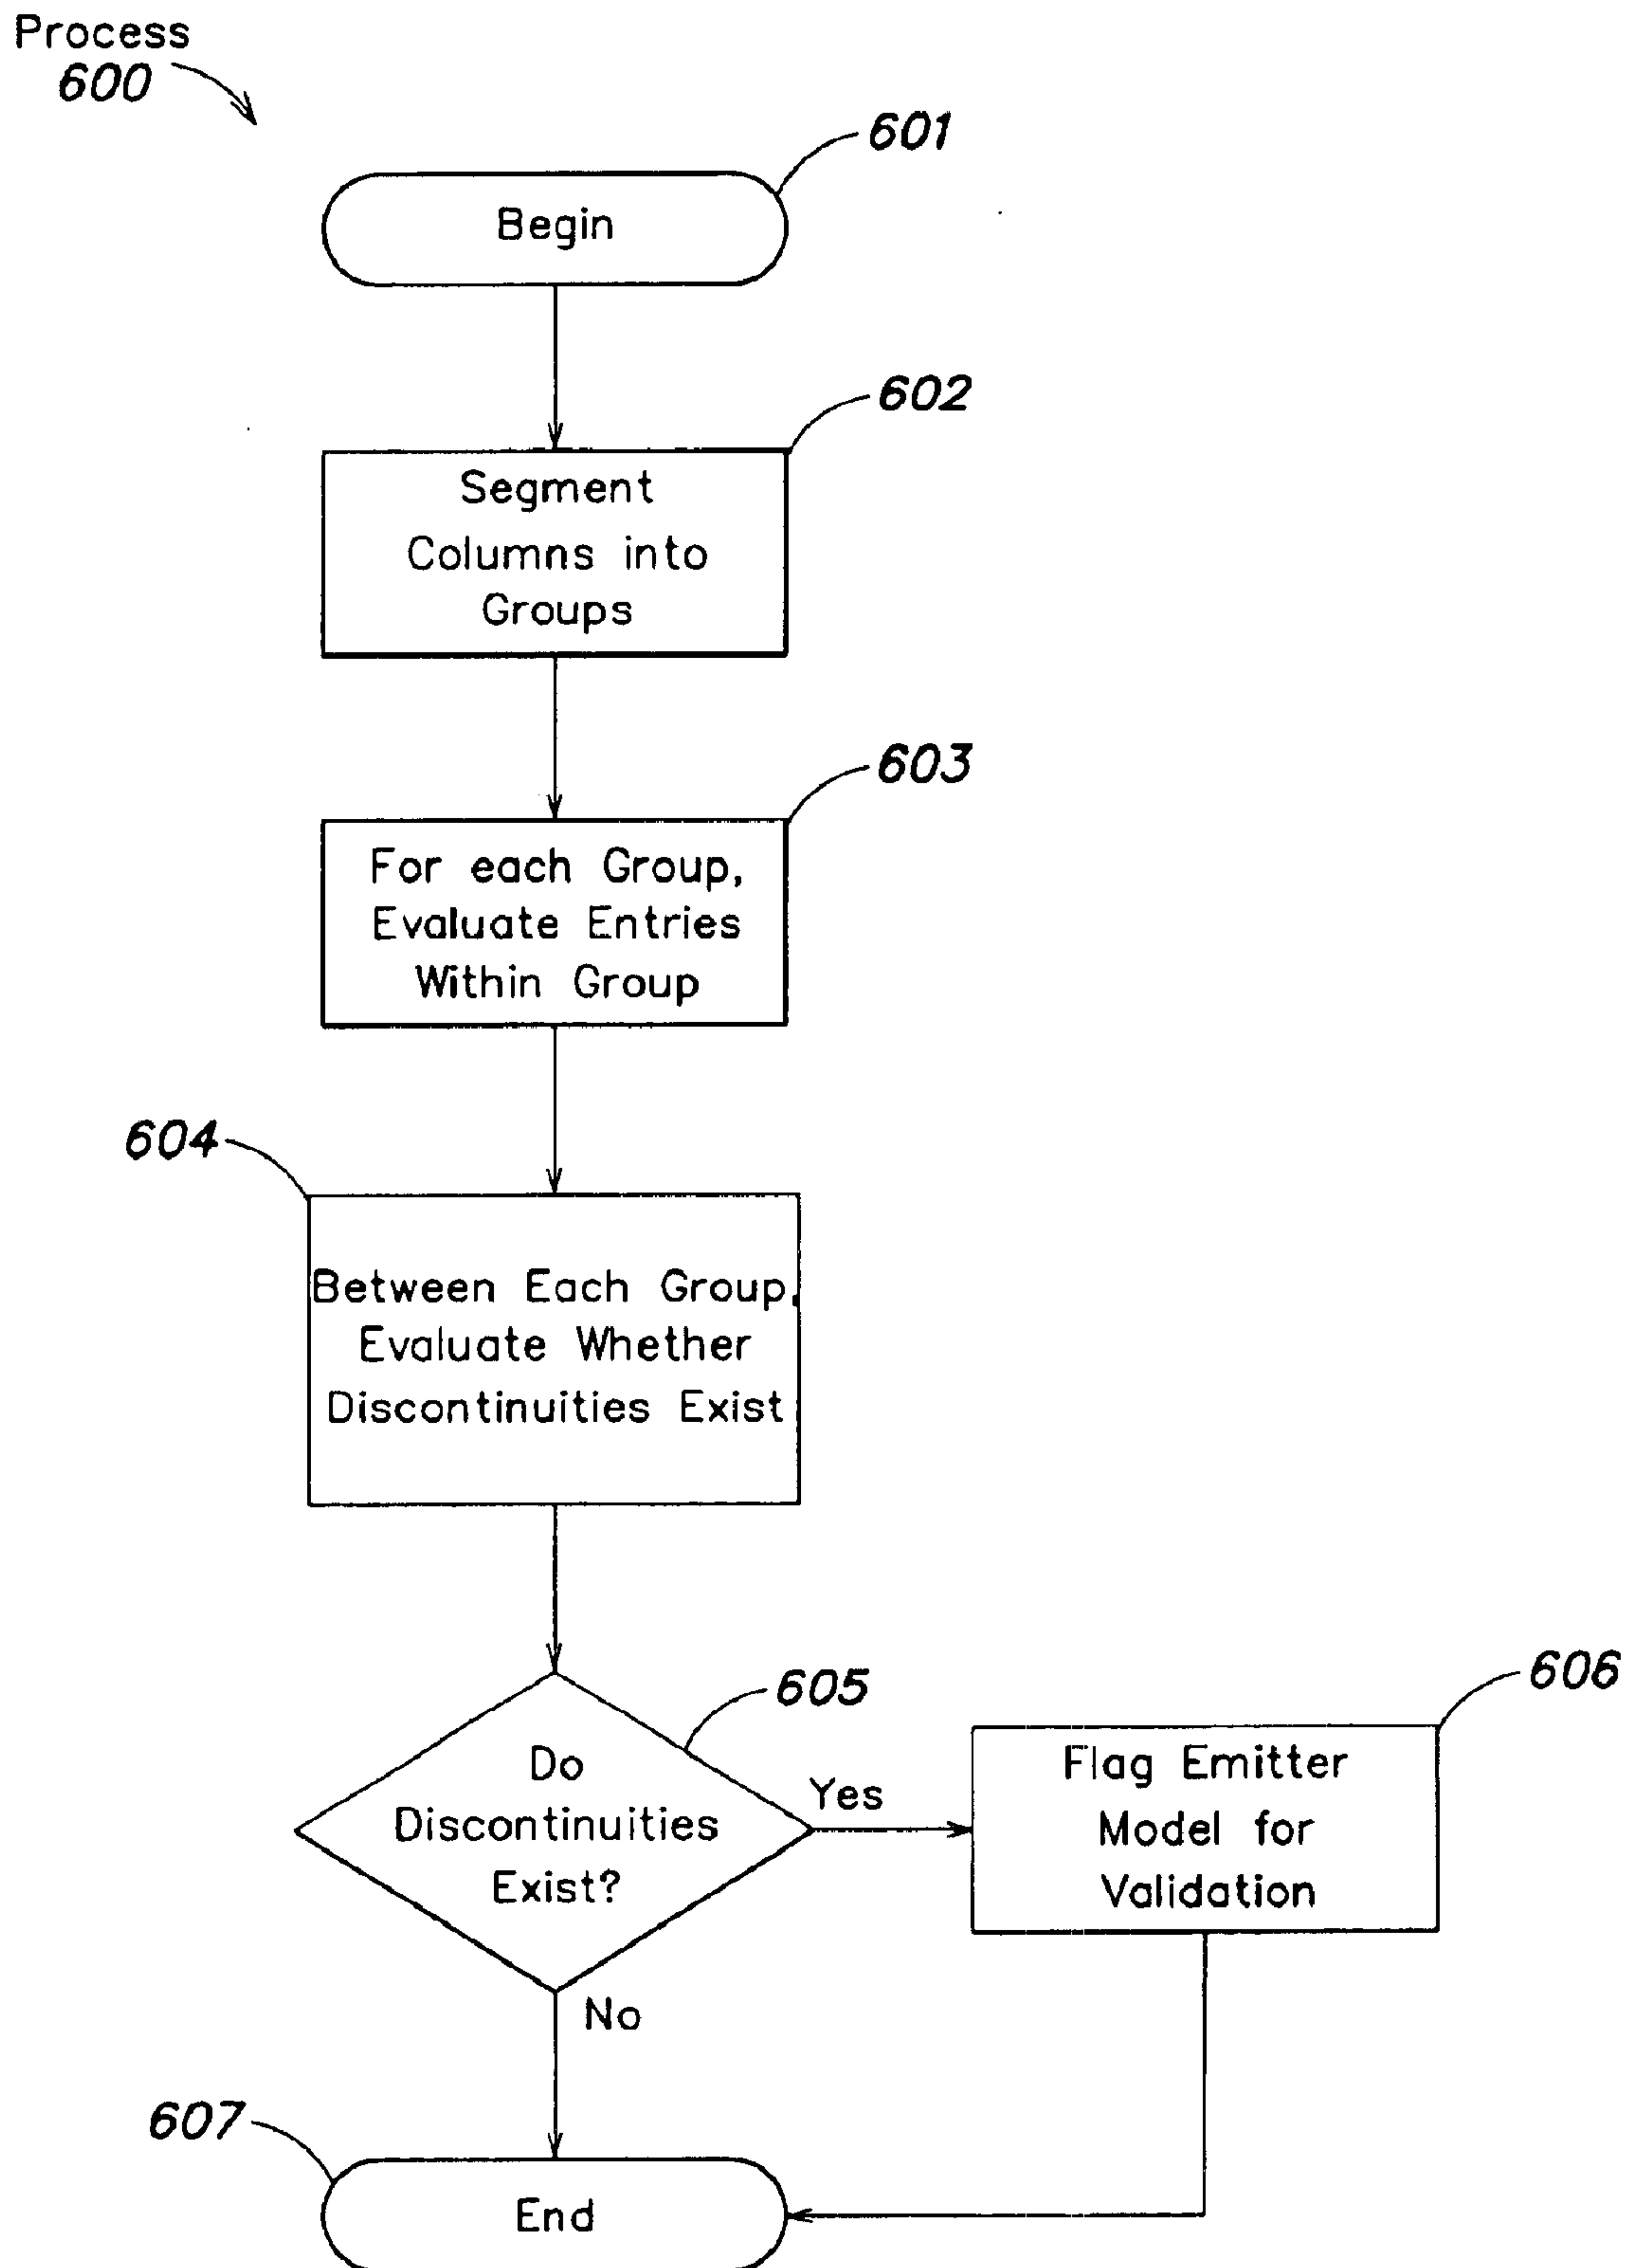 Process
600
601
Begin
602
Segment
Columns into
Groups
603
For each Group,
Evaluate Entries
Within Group
604
Between Each Group,
Evaluate Whether
Discontinuities Exist
605
Do
Discontinuities
Exist?
Yes
606
Flag Emitter
Model for
Validation
No
607
End